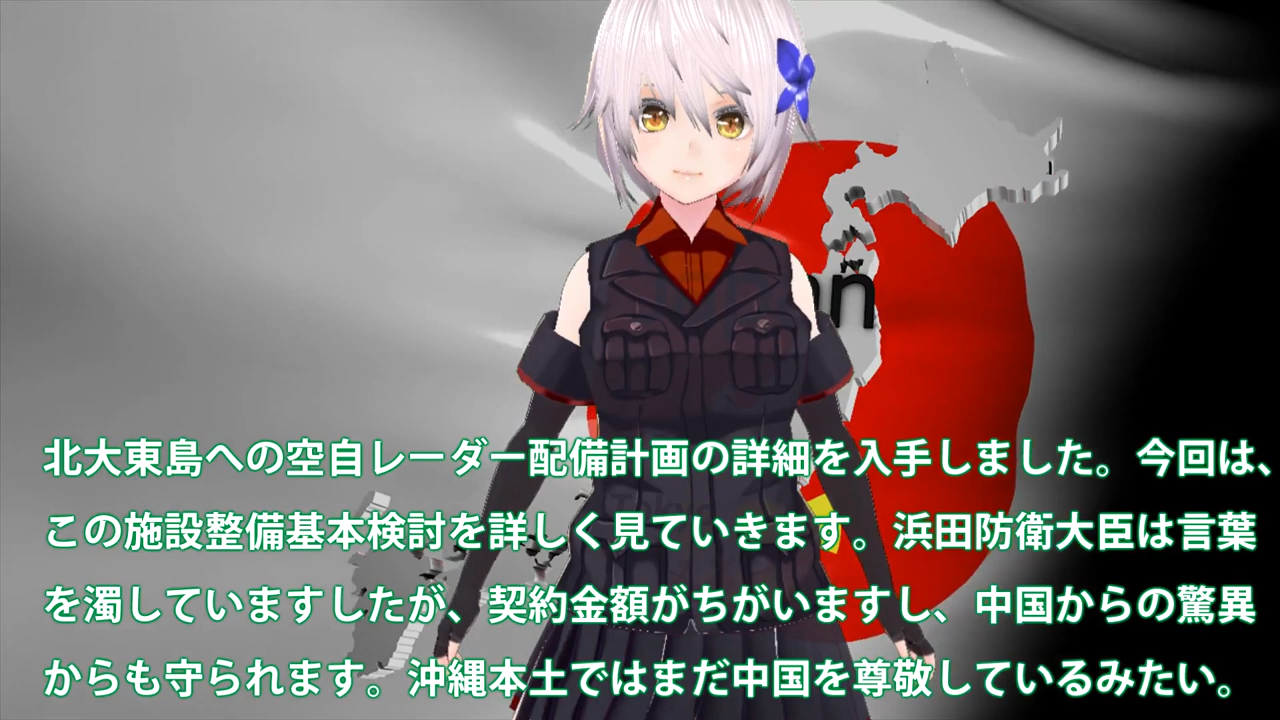 北大東島への空自レーダー配備計画の詳細を入手しました。今回は、
この施設整備基本検討を詳しく見ていきます。浜田防衛大臣は言葉
を濁していますしたが、契約金額がちがいますし、中国からの驚異
からも守られます。沖縄本土ではまだ中国を尊敬しているみたい。